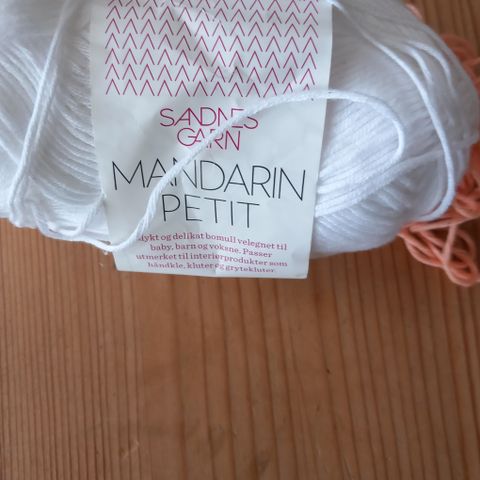 SANDNES
GARN
MANDARIN
PETIT
Mykt og delikat bomull velegnet til
baby, barn og voksne. Passer
utmerket til interiørprodukter som
håndkle, kluter og grytekluter.